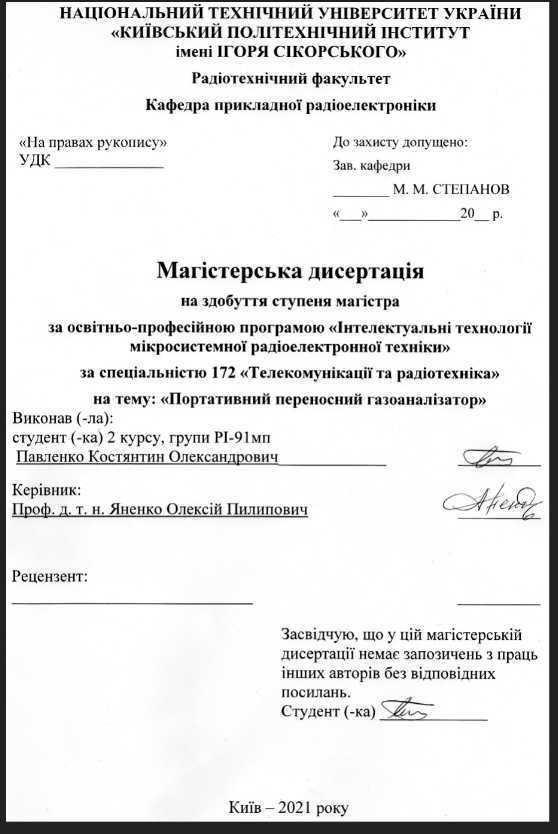 НАЦІОНАЛЬНИЙ ТЕХНІЧНИЙ УНІВЕРСИТЕТ УКРАЇНИ
«КИЇВСЬКИЙ ПОЛІТЕХНІЧНИЙ ІНСТИТУТ
імені ІГОРЯ СІКОРСЬКОГО»
Радіотехнічний факультет
Кафедра прикладної радіоелектроніки
«На правах рукопису»
УДК ______________
До захисту допущено:
Зав. кафедри
________ М. М. СТЕПАНОВ
«___»_____________20__ р.
Магістерська дисертація
на здобуття ступеня магістра
за освітньо-професійною програмою «Інтелектуальні технології
мікросистемної радіоелектронної техніки»
за спеціальністю 172 «Телекомунікації та радіотехніка»
на тему: «Портативний переносний газоаналізатор»
Виконав (-ла):
студент (-ка) 2 курсу, групи РІ-91мп
Павленко Костянтин Олександрович
Керівник:
Проф. д. т. н. Яненко Олексій Пилипович
Рецензент:
Засвідчую, що у цій магістерській
дисертації немає запозичень з праць
інших авторів без відповідних
посилань.
Студент (-ка)
Київ – 2021 року